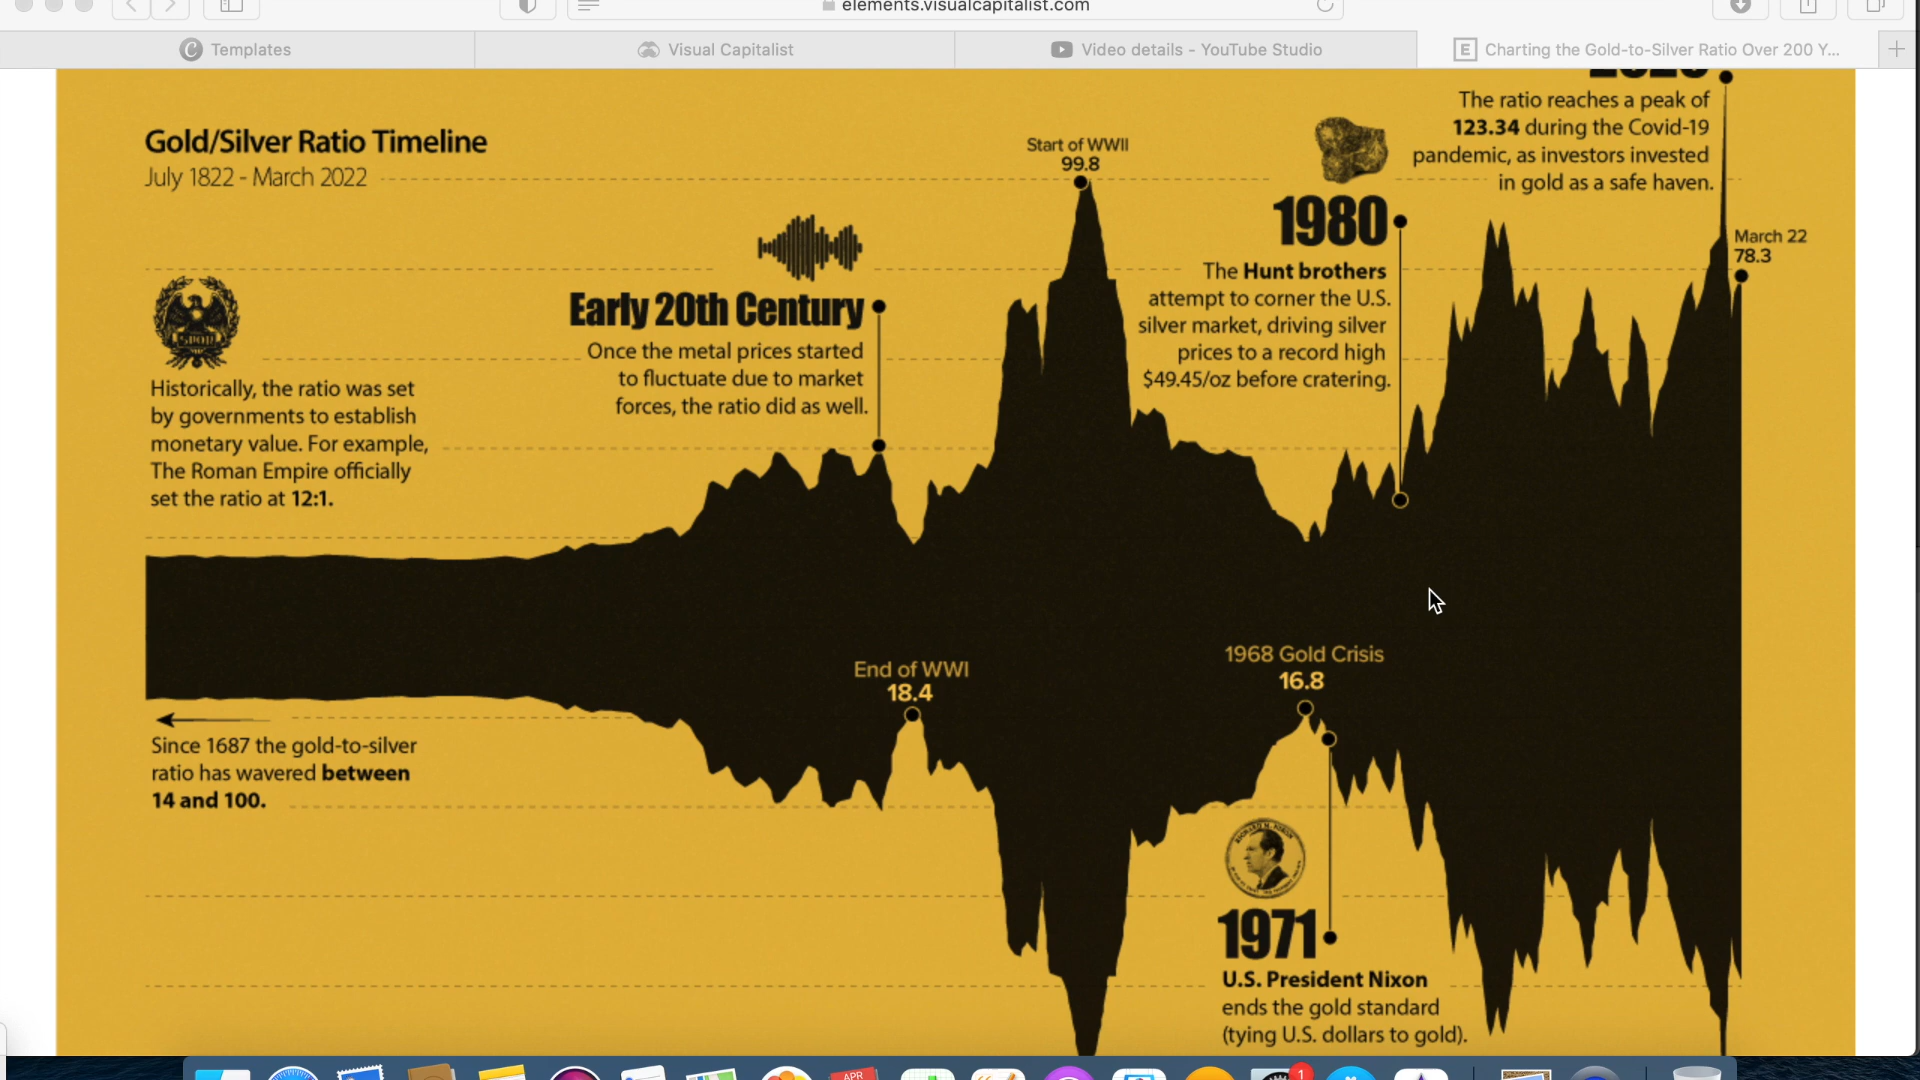 elements.visualcapitalist.com
Templates
Visual Capitalist
Video details - YouTube Studio
E
Charting the Gold-to-Silver Ratio Over 200 Y...
Gold/Silver Ratio Timeline
July 1822 - March 2022
The ratio reaches a peak of
123.34 during the Covid-19
pandemic, as investors invested
in gold as a safe haven.
Start of WWII
99.8
1980
The Hunt brothers
attempt to corner the U.S.
silver market, driving silver
prices to a record high
$49.45/oz before cratering.
March 22
78.3
Early 20th Century
Once the metal prices started
to fluctuate due to market
forces, the ratio did as well.
SPQR
Historically, the ratio was set
by governments to establish
monetary value. For example,
The Roman Empire officially
set the ratio at 12:1.
End of WWI
18.4
1968 Gold Crisis
16.8
Since 1687 the gold-to-silver
ratio has wavered between
14 and 100.
1971
U.S. President Nixon
ends the gold standard
(tying U.S. dollars to gold).
APR
1